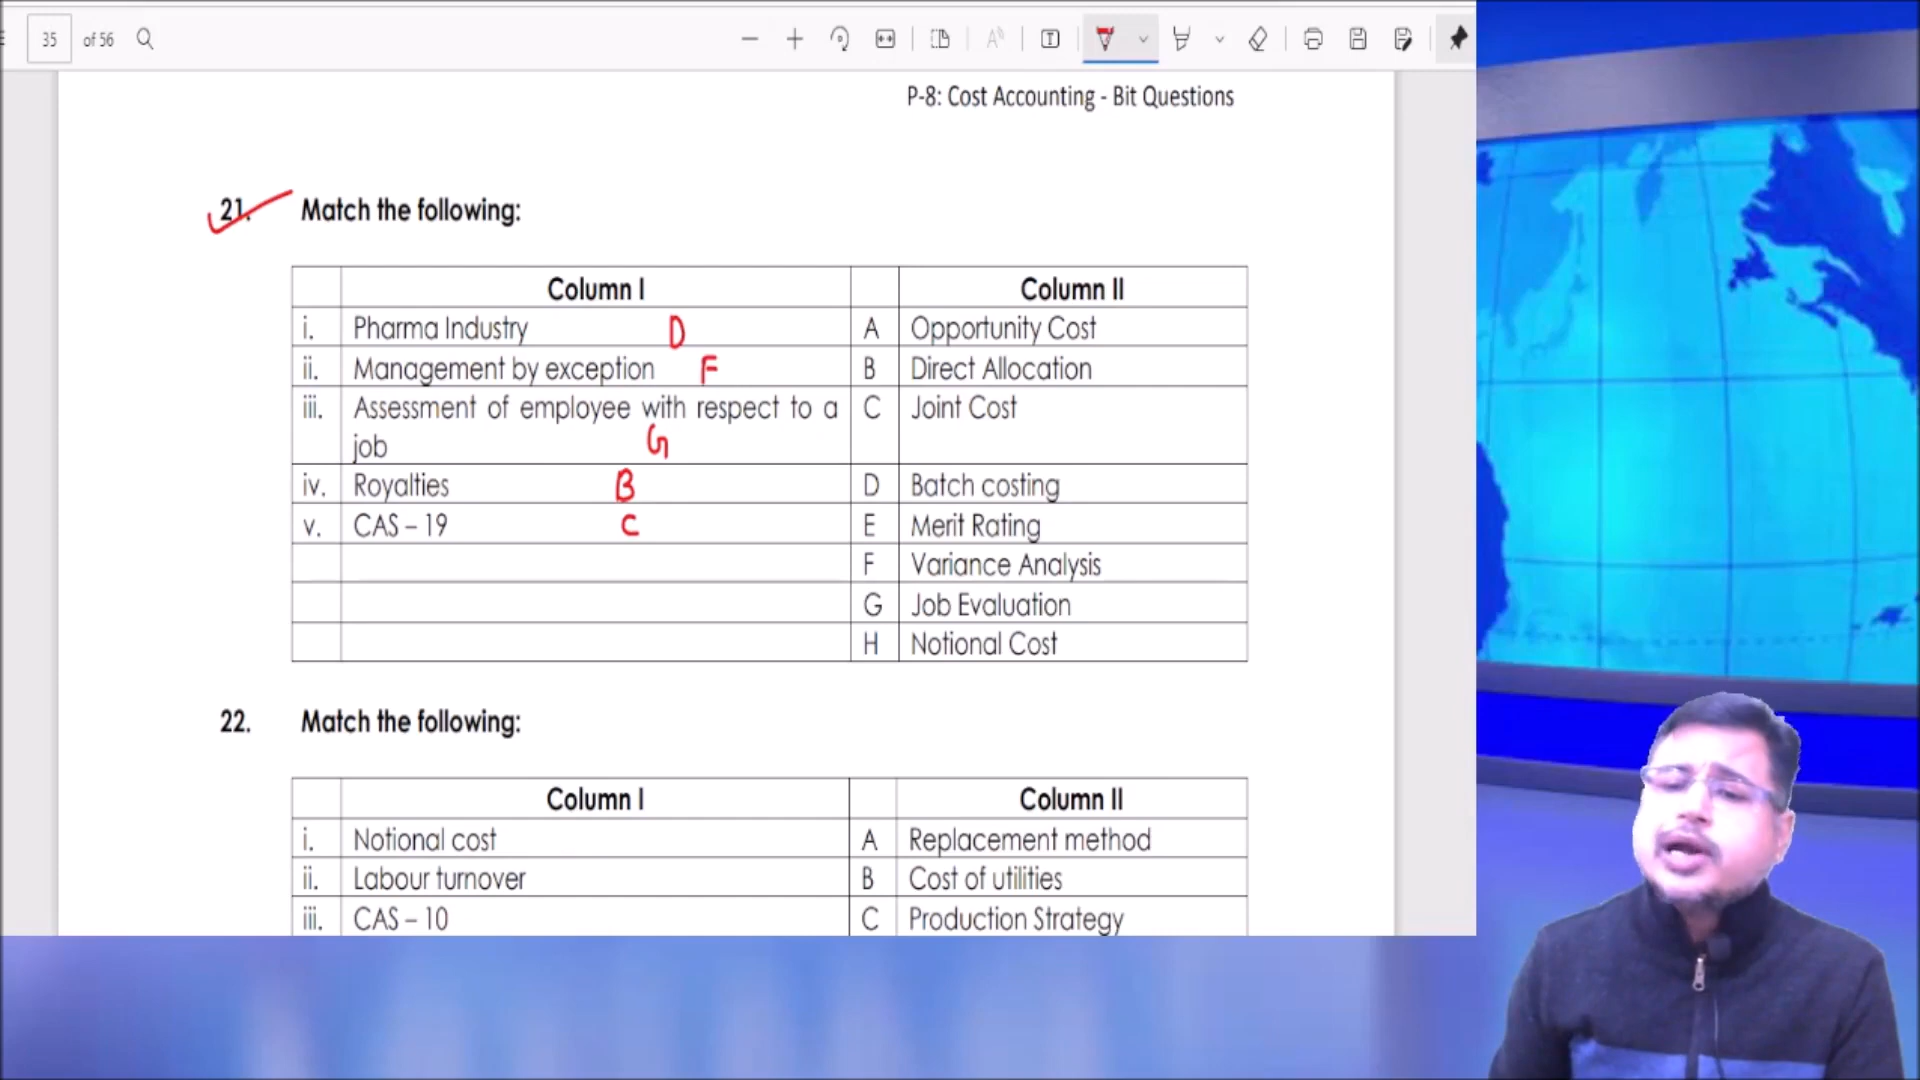 35 of 56
P-8: Cost Accounting - Bit Questions
21. Match the following:
Column I Column II
i. Pharma Industry D A Opportunity Cost
ii. Management by exception F B Direct Allocation
iii. Assessment of employee with respect to a C Joint Cost
job G
iv. Royalties B D Batch costing
v. CAS – 19 C E Merit Rating
F Variance Analysis
G Job Evaluation
H Notional Cost
22. Match the following:
Column I Column II
i. Notional cost A Replacement method
ii. Labour turnover B Cost of utilities
iii. CAS – 10 C Production Strategy